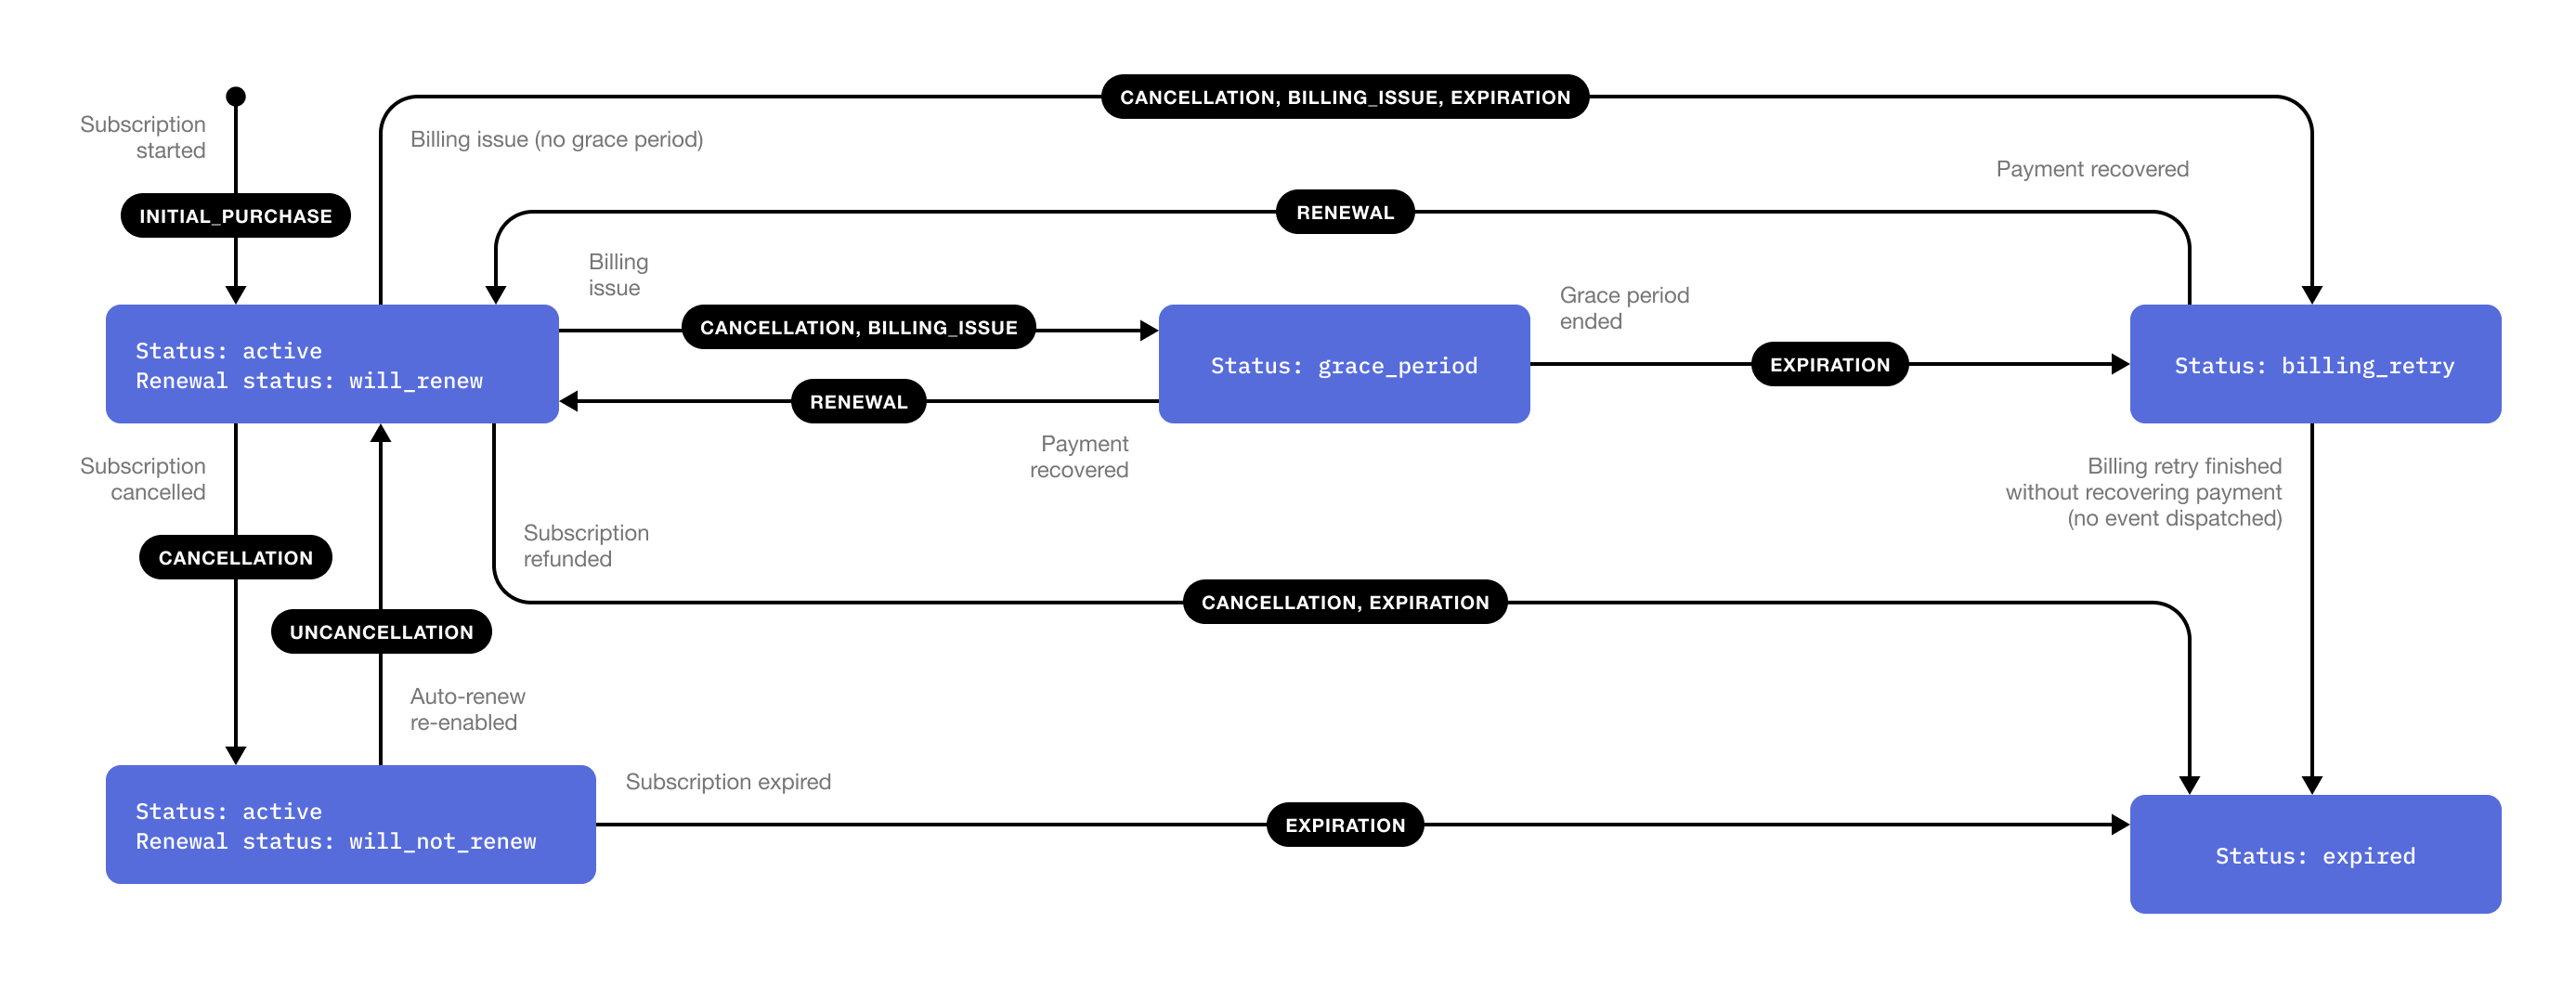 CANCELLATION, BILLING_ISSUE, EXPIRATION
Subscription
started
Billing issue (no grace period)
Payment recovered
INITIAL_PURCHASE
RENEWAL
Billing
issue
Grace period
ended
CANCELLATION, BILLING_ISSUE
Status: active
Renewal status: will_renew
Status: grace_period
EXPIRATION
Status: billing_retry
RENEWAL
Payment
recovered
Subscription
cancelled
Billing retry finished
without recovering payment
(no event dispatched)
Subscription
refunded
CANCELLATION
CANCELLATION, EXPIRATION
UNCANCELLATION
Auto-renew
re-enabled
Subscription expired
Status: active
Renewal status: will_not_renew
EXPIRATION
Status: expired